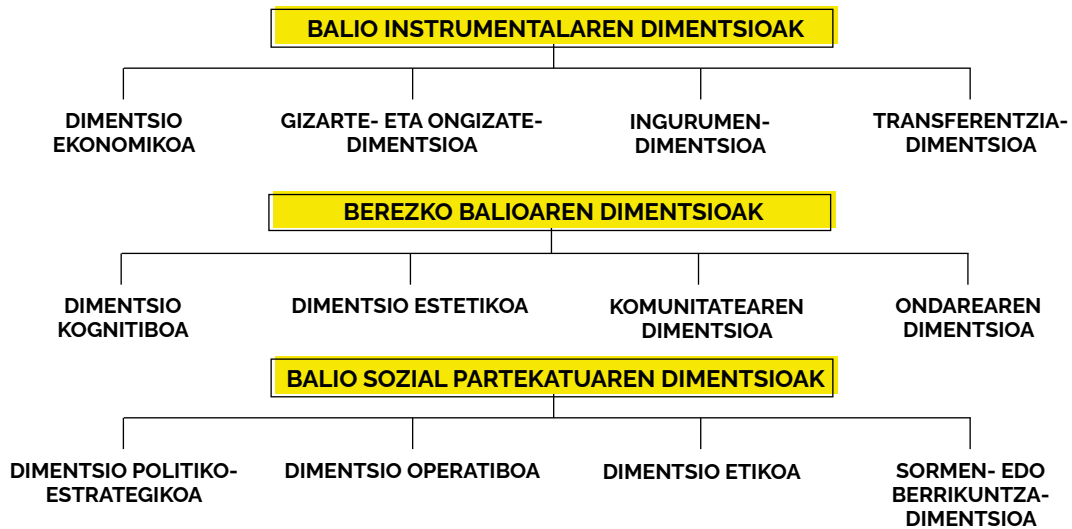 BALIO INSTRUMENTALAREN DIMENTSIOAK
DIMENTSIO
EKONOMIKOA
GIZARTE- ETA ONGIZATE-
DIMENTSIOA
INGURUMEN-
DIMENTSIOA
TRANSFERENTZIA-
DIMENTSIOA
BEREZKO BALIOAREN DIMENTSIOAK
DIMENTSIO
KOGNITIBOA
DIMENTSIO ESTETIKOA
KOMUNITATEAREN
DIMENTSIOA
ONDAREAREN
DIMENTSIOA
BALIO SOZIAL PARTEKATUAREN DIMENTSIOAK
DIMENTSIO POLITIKO-
ESTRATEGIKOA
DIMENTSIO OPERATIBOA
DIMENTSIO ETIKOA
SORMEN- EDO
BERRIKUNTZA-
DIMENTSIOA